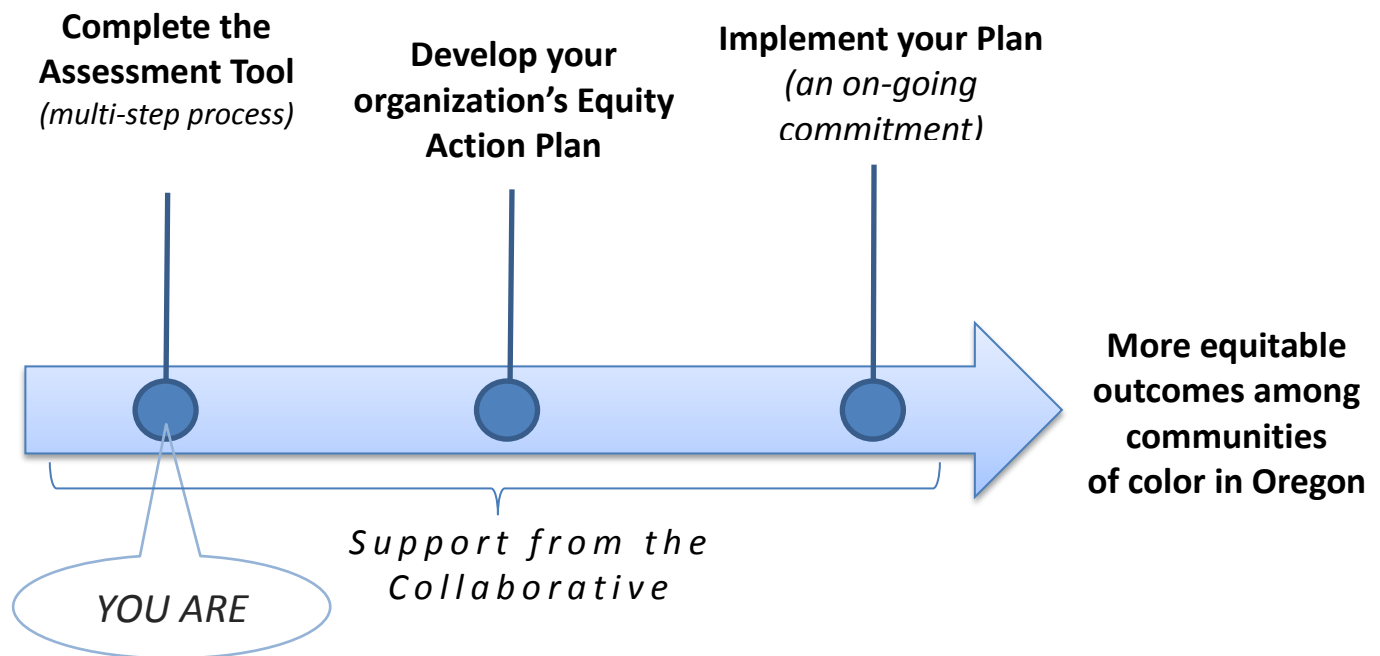 Complete the
Assessment Tool
(multi-step process)
Develop your
organization's Equity
Action Plan
Implement your Plan
(an on-going
commitment)
More equitable
outcomes among
communities
of color in Oregon
Support from the
Collaborative
YOU ARE